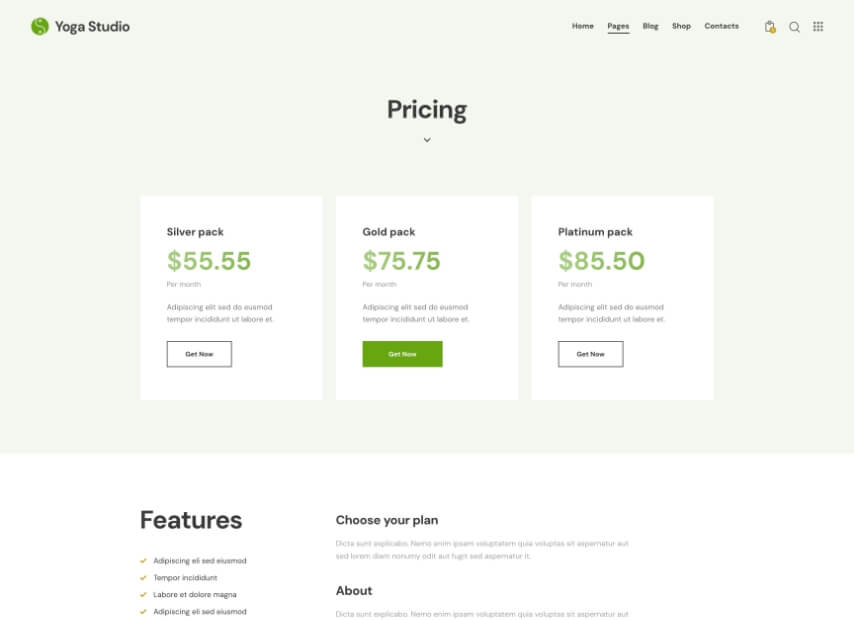 Yoga Studio
Home Pages Blog Shop Contacts
Pricing
Silver pack
$55.55
Per month
Adipiscing elit sed do eusmod
tempor incididunt ut labore et.
Get Now
Gold pack
$75.75
Per month
Adipiscing elit sed do eusmod
tempor incididunt ut labore et.
Get Now
Platinum pack
$85.50
Per month
Adipiscing elit sed do eusmod
tempor incididunt ut labore et.
Get Now
Features
Adipiscing eli sed eiusmod
Tempor incididunt
Labore et dolore magna
Adipiscing eli sed eiusmod
Choose your plan
Dicta sunt explicabo. Nemo enim ipsam voluptatem quia voluptas sit aspernatur aut
sed lorem diam nonumy odit aut fugit sed aspernatur it.
About
Dicta sunt explicabo. Nemo enim ipsam voluptatem quia voluptas sit aspernatur aut